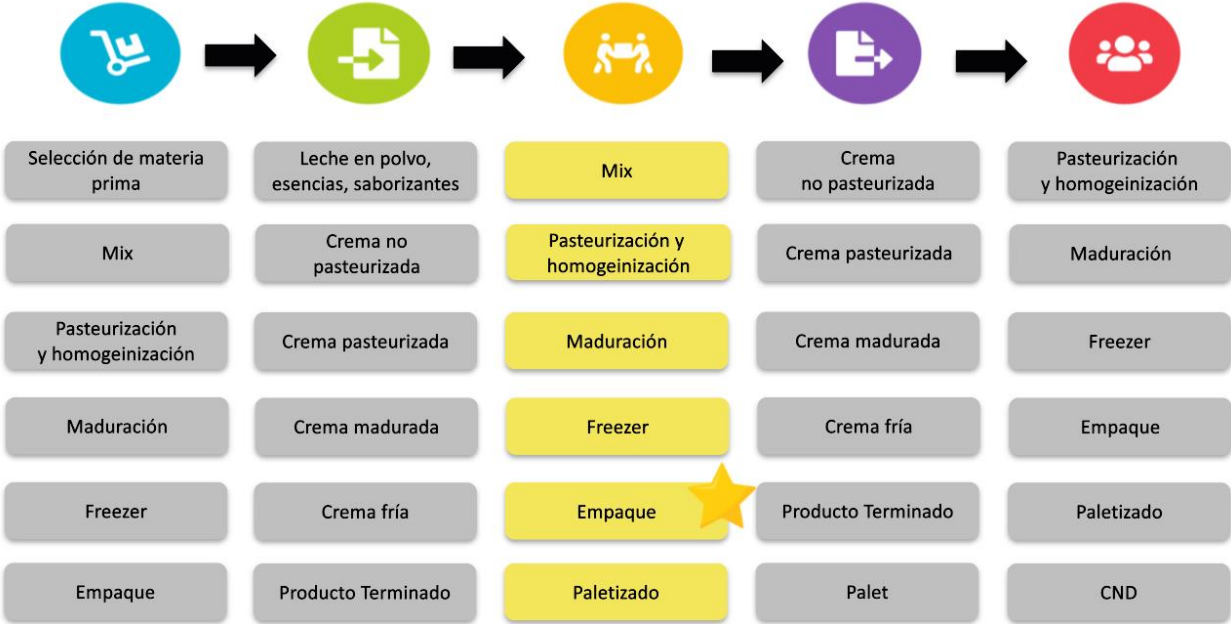 Selección de materia
prima
Leche en polvo,
esencias, saborizantes
Mix
Crema
no pasteurizada
Pasteurización
y homogeinización
Mix
Crema no
pasteurizada
Pasteurización y
homogeinización
Crema pasteurizada
Maduración
Pasteurización
y homogeinización
Crema pasteurizada
Maduración
Crema madurada
Freezer
Maduración
Crema madurada
Freezer
Crema fría
Empaque
Freezer
Crema fría
Empaque
Producto Terminado
Paletizado
Empaque
Producto Terminado
Paletizado
Palet
CND